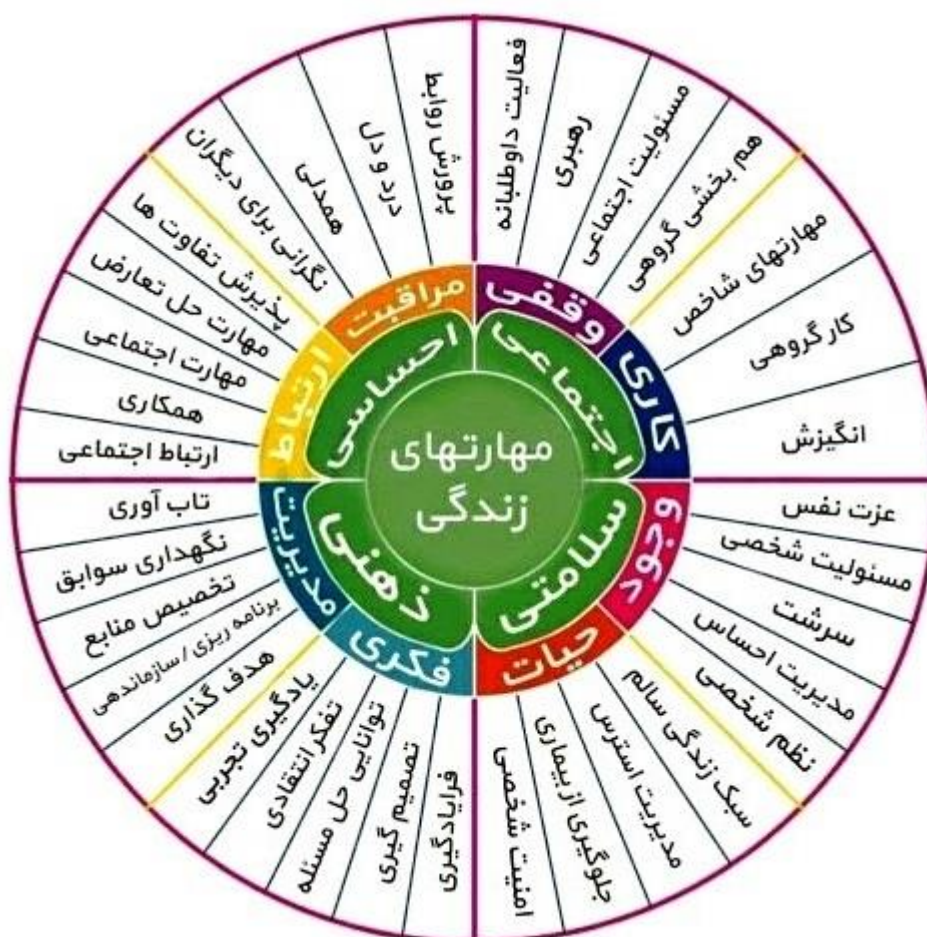 مهارتهای
زندگی
اجتماعی
وقفی
فعالیت داوطلبانه
رهبری
مسئولیت اجتماعی
هم بخشی گروهی
کاری
مهارتهای شاخص
کار گروهی
انگیزش
سلامتی
وجود
عزت نفس
مسئولیت شخصی
سرشت
مدیریت احساس
نظم شخصی
حیات
سبک زندگی سالم
مدیریت استرس
جلوگیری از بیماری
امنیت شخصی
ذهنی
فکری
فرایادگیری
تصمیم گیری
توانایی حل مسئله
تفکر انتقادی
یادگیری تجربی
مدیریت
هدف گذاری
برنامه ریزی / سازماندهی
تخصیص منابع
نگهداری سوابق
تاب آوری
احساسی
ارتباط
ارتباط اجتماعی
همکاری
مهارت اجتماعی
مهارت حل تعارض
پذیرش تفاوت ها
مراقبت
نگرانی برای دیگران
همدلی
درد و دل
پرورش روابط